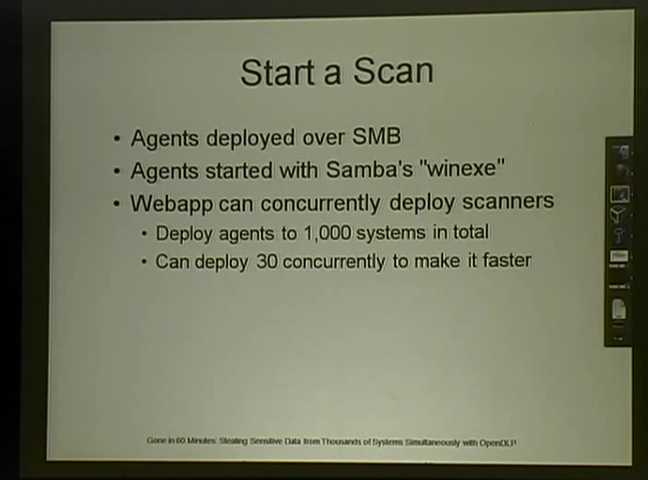 Start a Scan
• Agents deployed over SMB
• Agents started with Samba's "winexe"
• Webapp can concurrently deploy scanners
• Deploy agents to 1,000 systems in total
• Can deploy 30 concurrently to make it faster
Gone in 60 Minutes: Stealing Sensitive Data from Thousands of Systems Simultaneously with OpenDLP